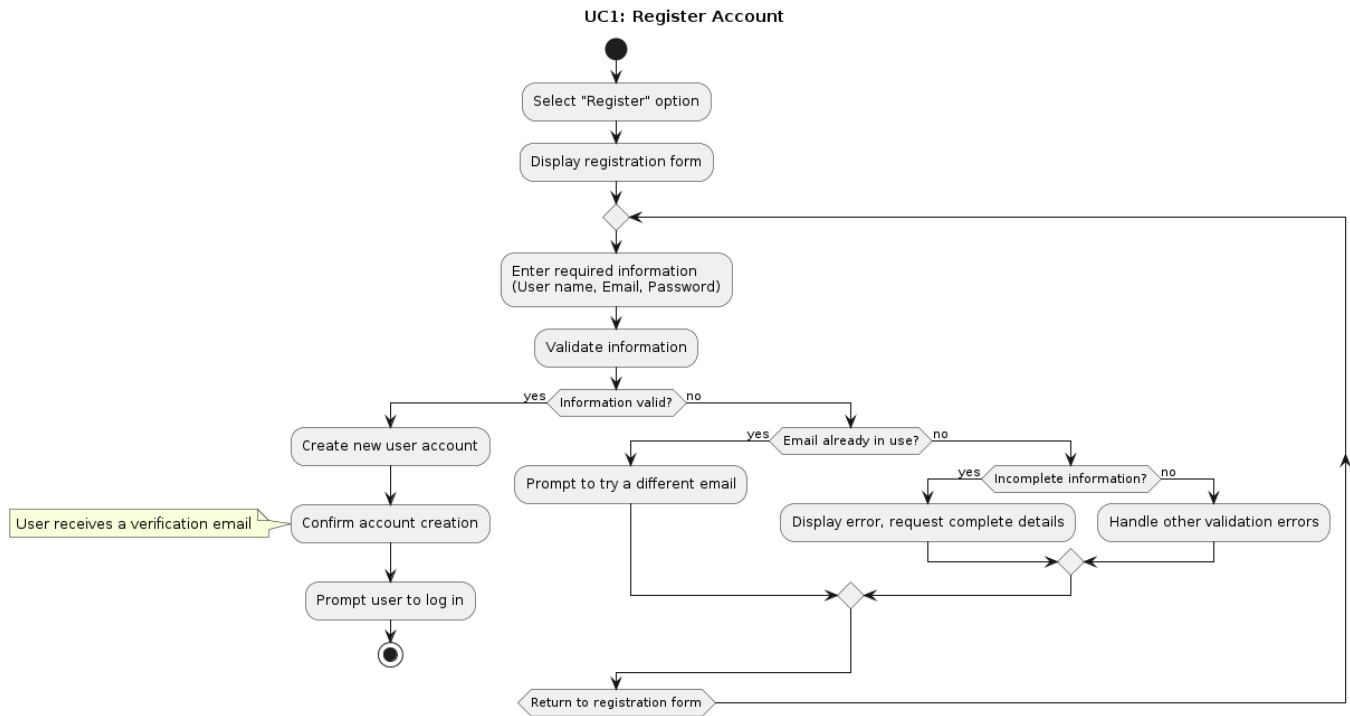 UC1: Register Account
Select "Register" option
Display registration form
Enter required information
(User name, Email, Password)
Validate information
yes
Information valid?
no
Create new user account
yes
Email already in use?
no
Prompt to try a different email
yes
Incomplete information?
no
Display error, request complete details
Handle other validation errors
User receives a verification email
Confirm account creation
Prompt user to log in
Return to registration form